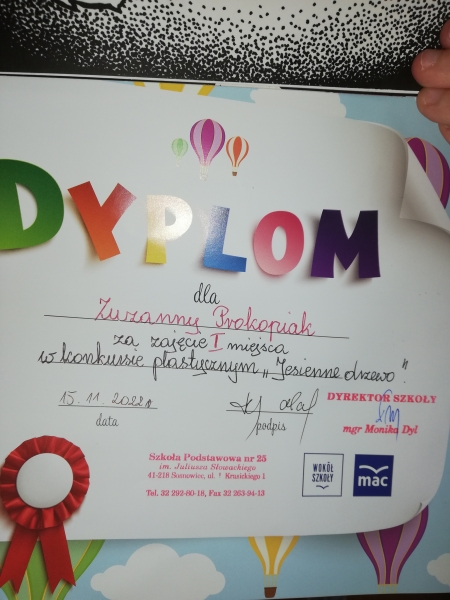 DYPLOM
dla
Zuzanny Prokopiak
za zajęcie I miejsca
w konkursie plastycznym „Jesienne drzewo".
15.11.2022r
data
podpis
DYREKTOR SZKOŁY
mgr Monika Dyl
Szkoła Podstawowa nr 25
im. Juliusza Słowackiego
41-218 Sosnowiec, ul. Kruzickiego 1
Tel. 32 292-80-18, Fax 32 263-94-13
WOKÓŁ
SZKOŁY
mac